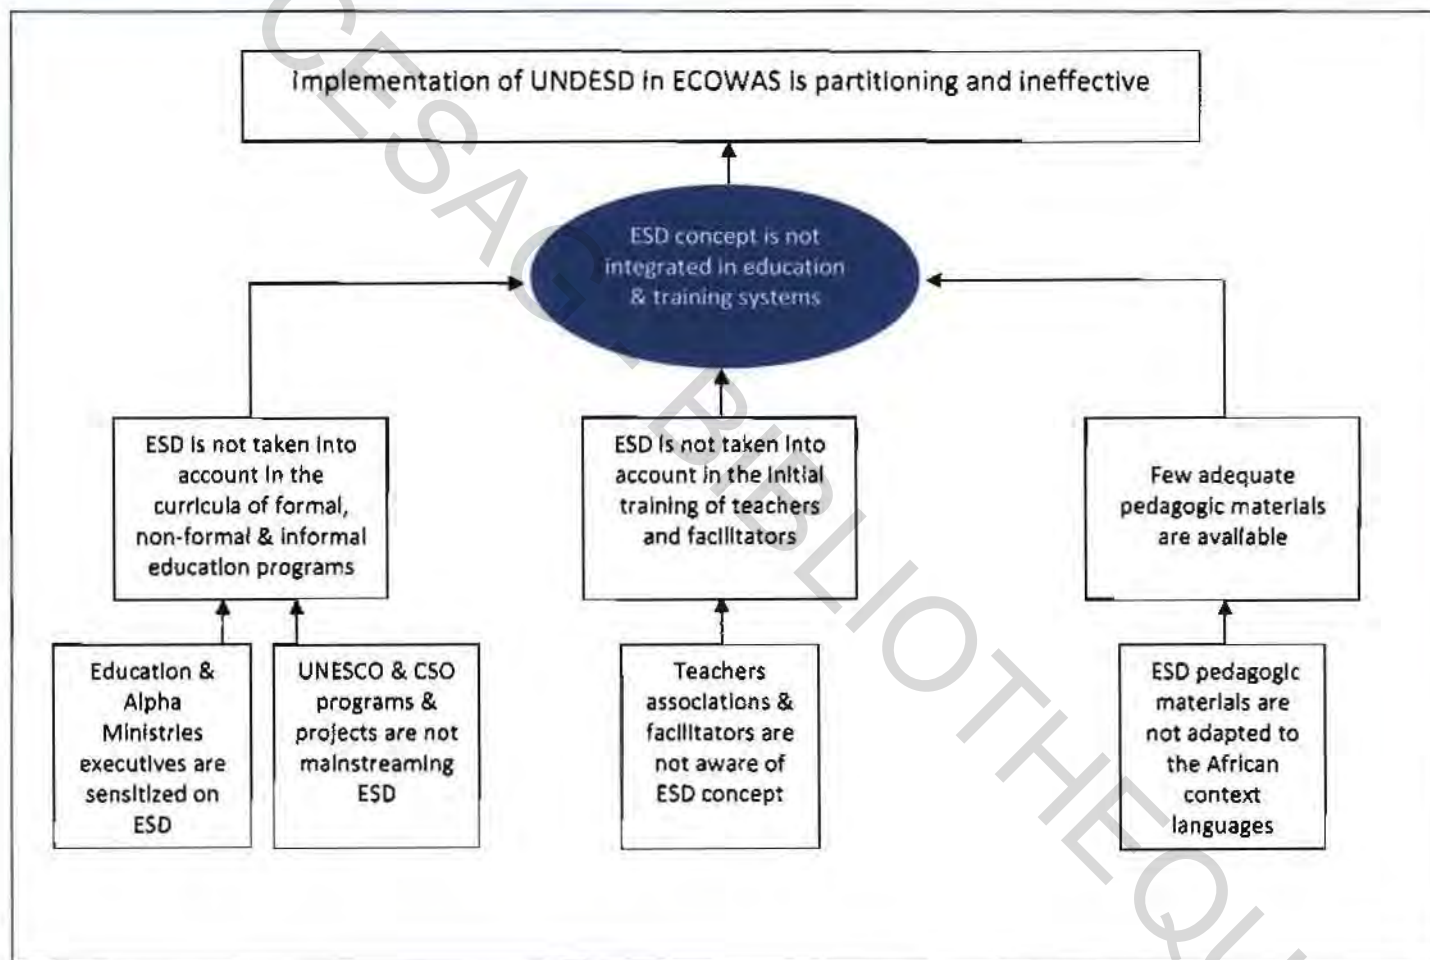 Implementation of UNDESD in ECOWAS is partitioning and ineffective
ESD concept is not
integrated in education
& training systems
ESD is not taken into
account in the
curricula of formal,
non-formal & informal
education programs
ESD is not taken into
account in the initial
training of teachers
and facilitators
Few adequate
pedagogic materials
are available
Education &
Alpha
Ministries
executives are
sensitized on
ESD
UNESCO & CSO
programs &
projects are not
mainstreaming
ESD
Teachers
associations &
facilitators are
not aware of
ESD concept
ESD pedagogic
materials are
not adapted to
the African
context
languages
CESAG - BIBLIOTHEQU